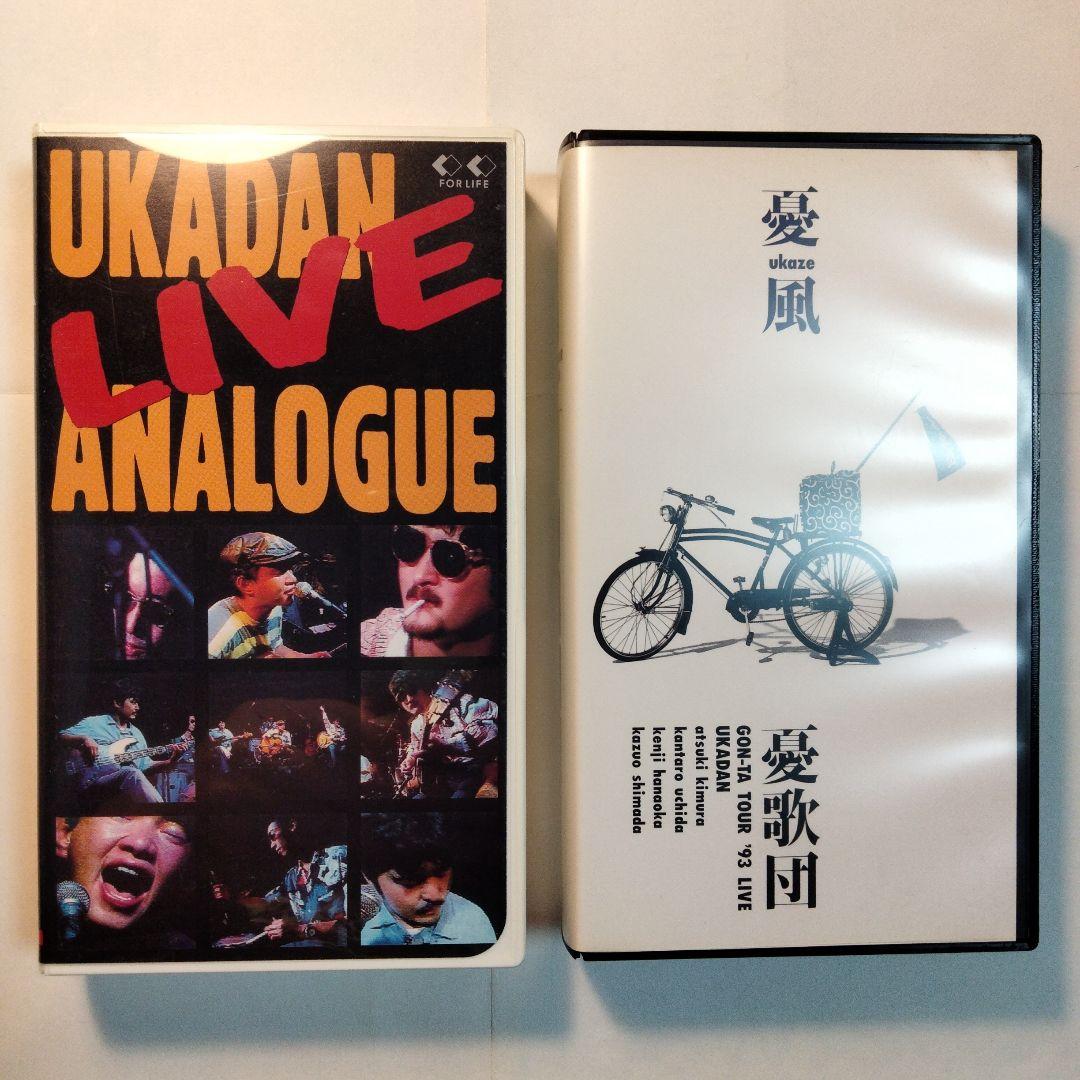 UKADAN
LIVE
ANALOGUE
FOR LIFE
憂
ukaze
風
憂歌団
GON-TA TOUR '93 LIVE
UKADAN
atsuki kimura
kantaro uchida
kenji hanaoka
kazuo shimada